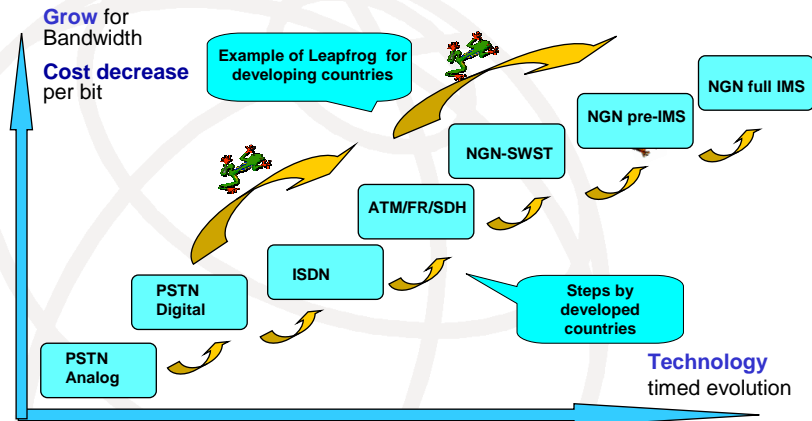 Grow for
Bandwidth
Cost decrease
per bit
Example of Leapfrog for
developing countries
NGN full IMS
NGN pre-IMS
NGN-SWST
ATM/FR/SDH
ISDN
PSTN
Digital
PSTN
Analog
Steps by
developed
countries
Technology
timed evolution